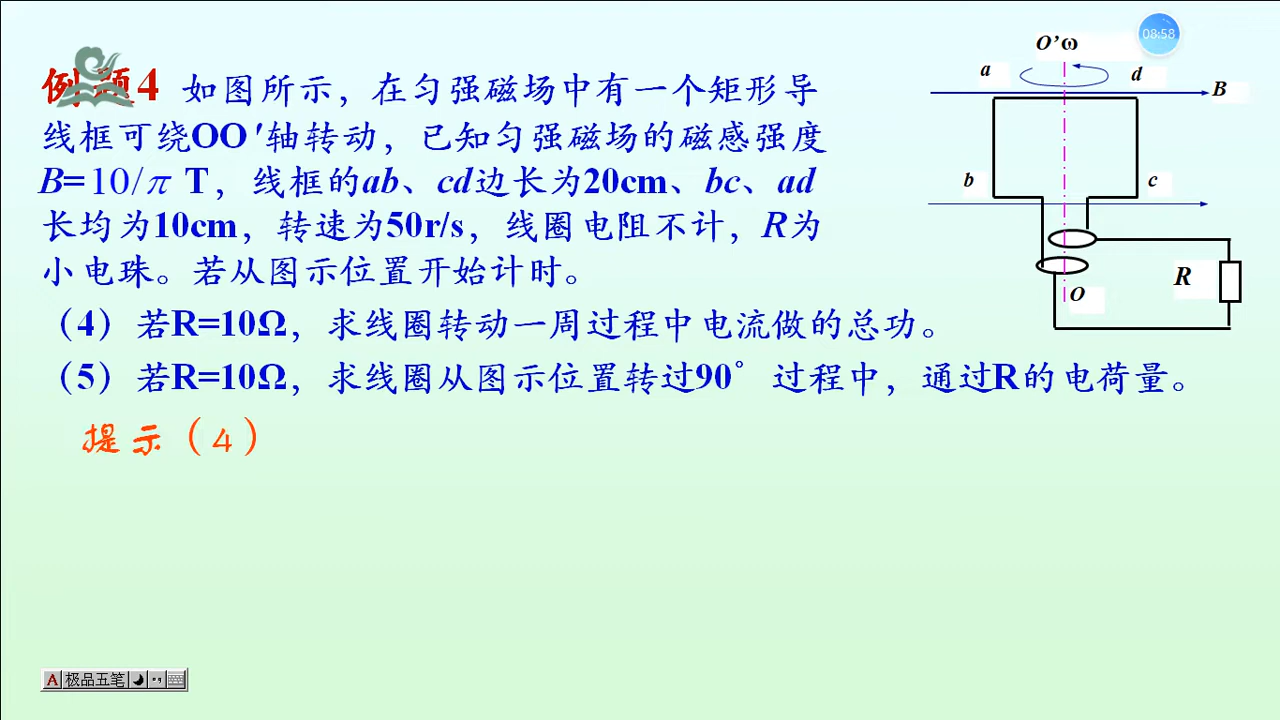 例题4 如图所示，在匀强磁场中有一个矩形导
线框可绕OO′轴转动，已知匀强磁场的磁感强度
B=10/π T，线框的ab、cd边长为20cm、bc、ad
长均为10cm，转速为50r/s，线圈电阻不计，R为
小电珠。若从图示位置开始计时。
（4）若R=10Ω，求线圈转动一周过程中电流做的总功。
（5）若R=10Ω，求线圈从图示位置转过90°过程中，通过R的电荷量。
提示（4）
08:58
O’ω
a
d
B
b
c
R
O
A 极品五笔